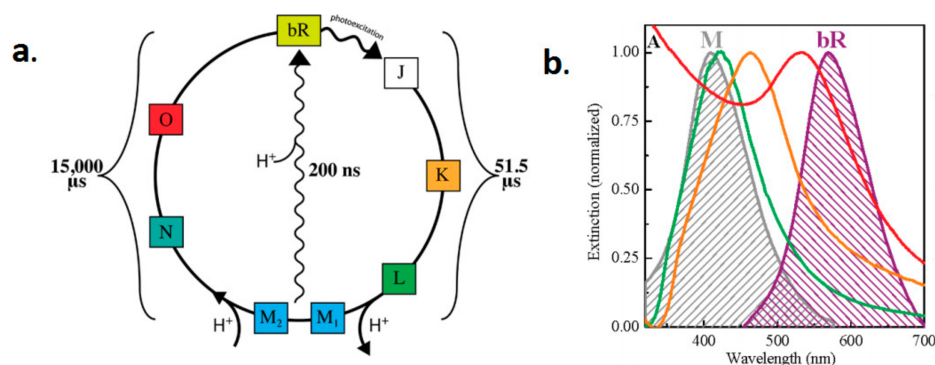 a.
bR
photoexcitation
J
K
L
M₁
M₂
N
O
H⁺
200 ns
15,000
µs
51.5
µs
H⁺
H⁺
b.
A
M
bR
Extinction (normalized)
1.00
0.75
0.50
0.25
0.00
400
500
600
700
Wavelength (nm)